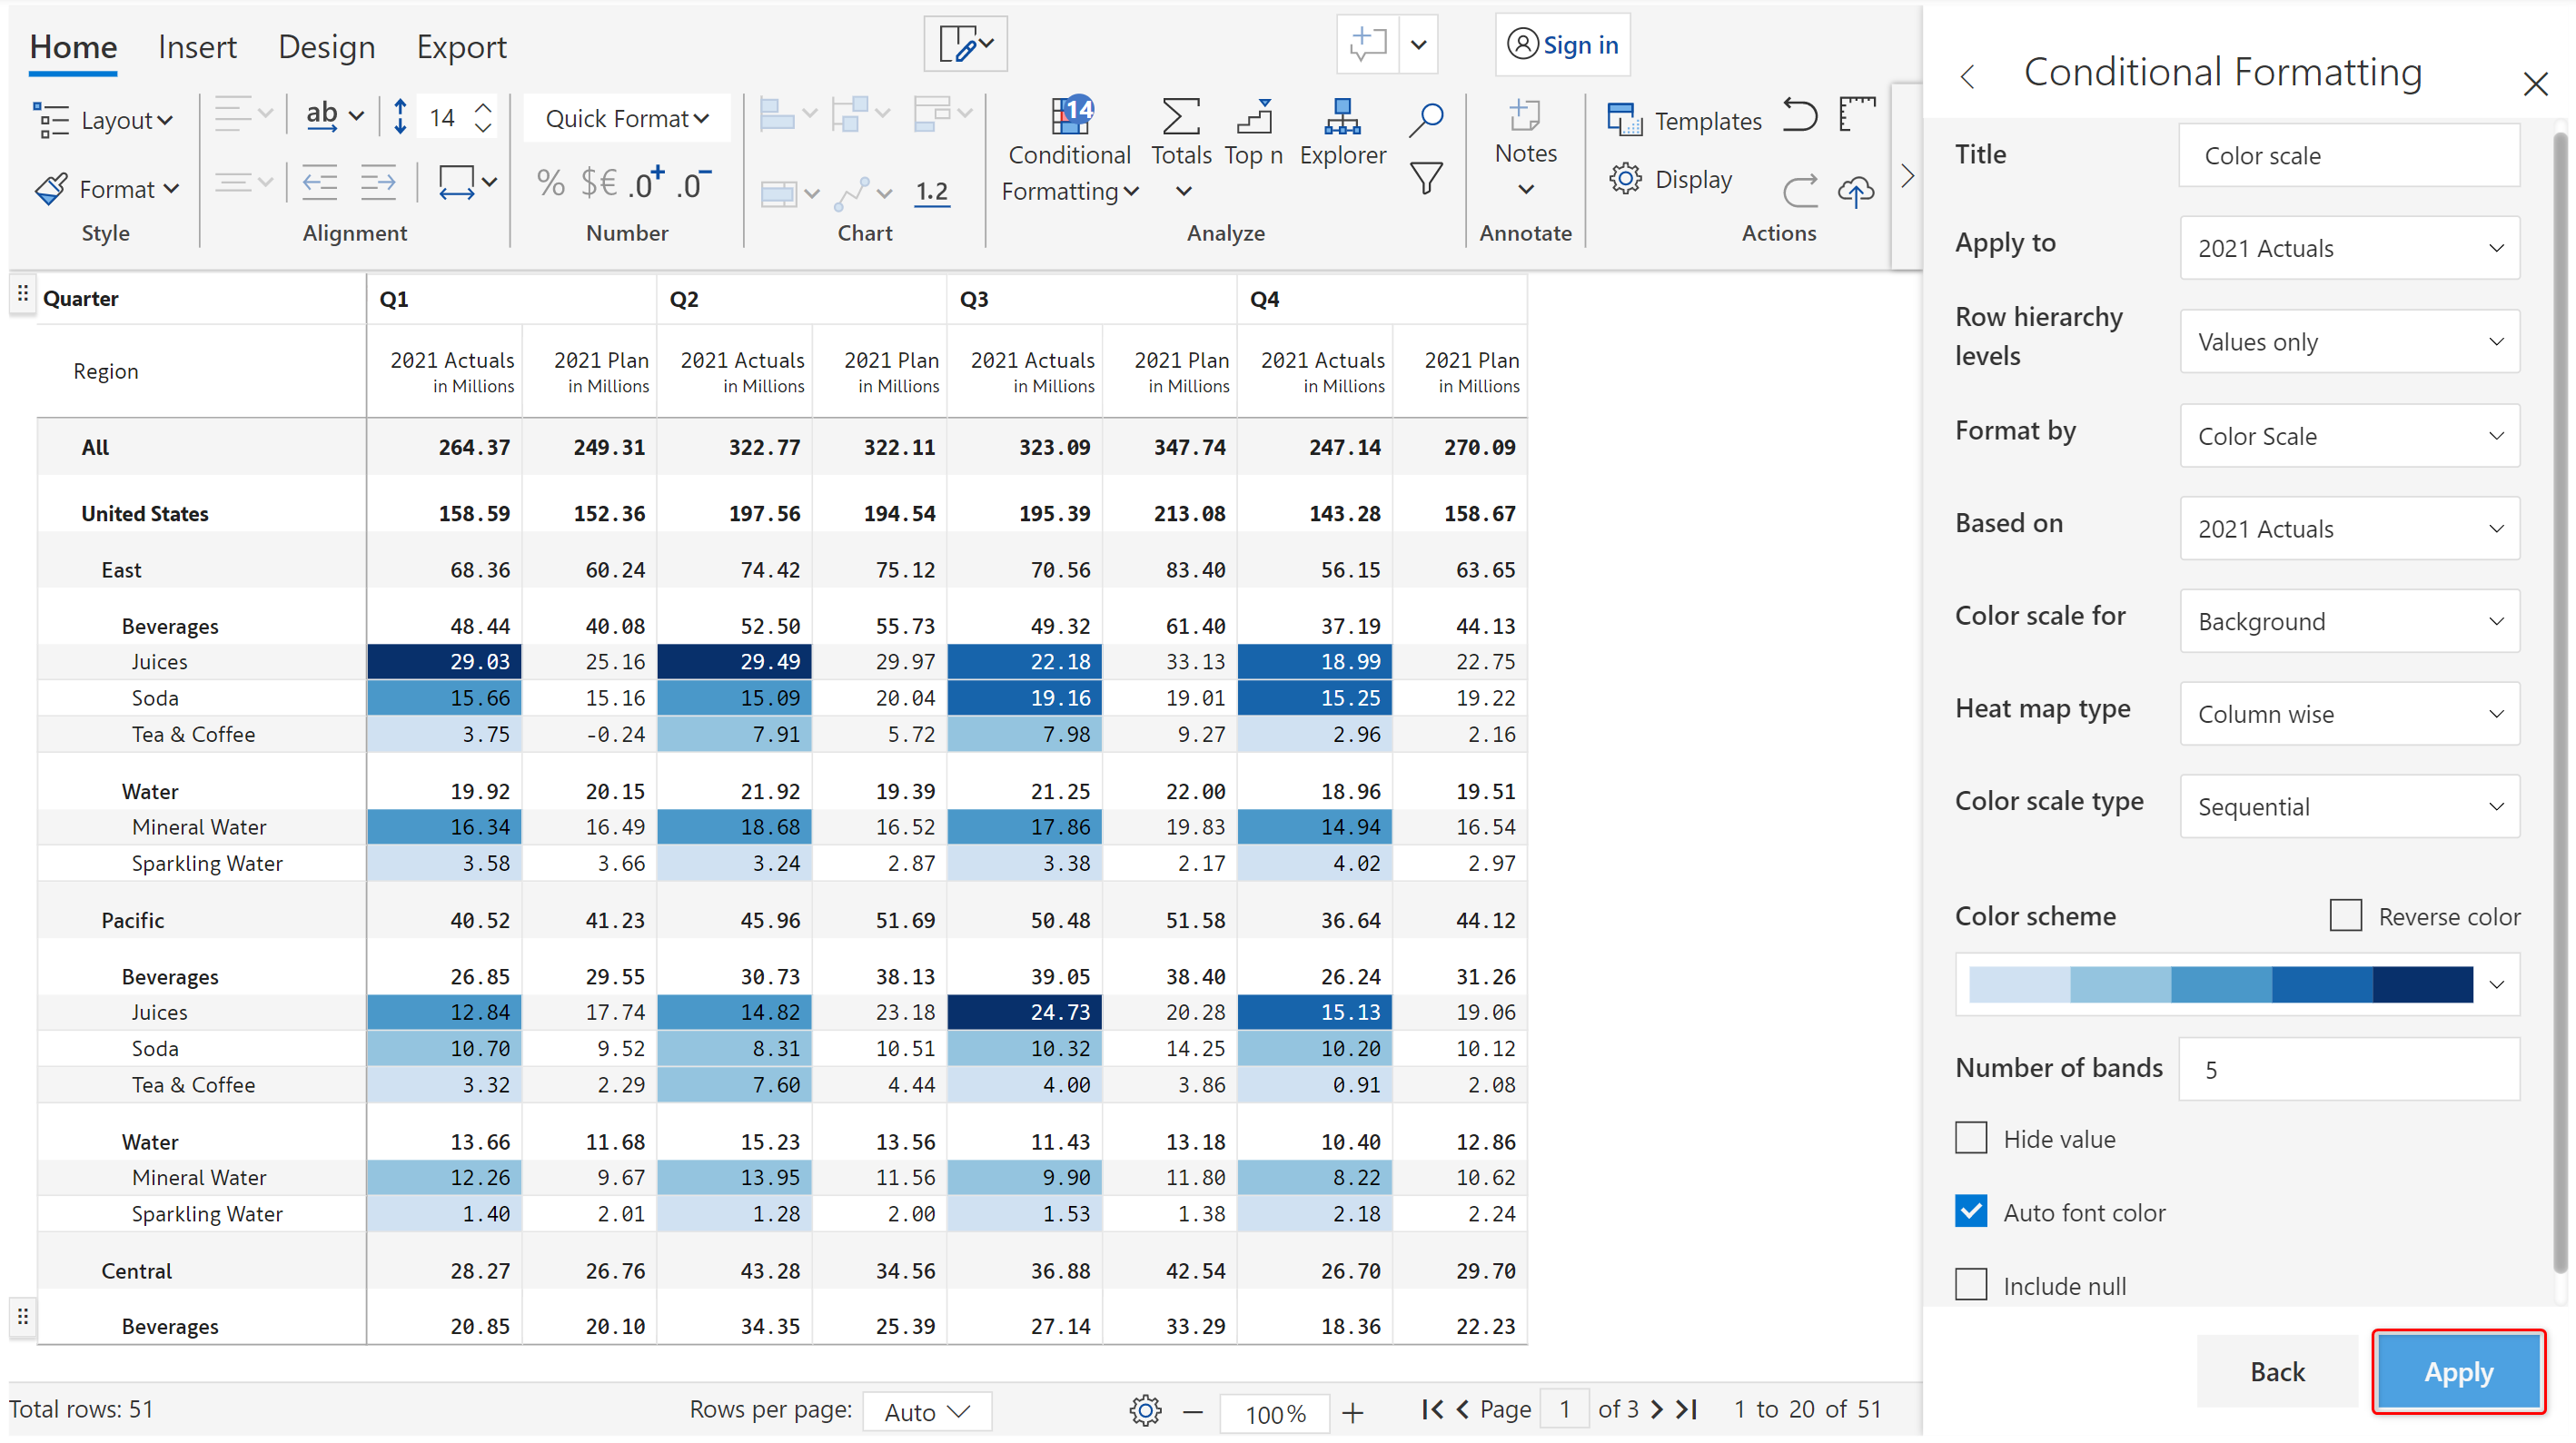 Home Insert Design Export
Sign in
Layout
ab
14
Quick Format
14
Conditional Formatting
Totals
Top n
Explorer
Notes
Templates
Format
% $€ .0+ .0-
1.2
Display
Style Alignment Number Chart Analyze Annotate Actions
Quarter Q1 Q2 Q3 Q4
Region 2021 Actuals 2021 Plan 2021 Actuals 2021 Plan 2021 Actuals 2021 Plan 2021 Actuals 2021 Plan
in Millions in Millions in Millions in Millions in Millions in Millions in Millions in Millions
All 264.37 249.31 322.77 322.11 323.09 347.74 247.14 270.09
United States 158.59 152.36 197.56 194.54 195.39 213.08 143.28 158.67
East 68.36 60.24 74.42 75.12 70.56 83.40 56.15 63.65
Beverages 48.44 40.08 52.50 55.73 49.32 61.40 37.19 44.13
Juices 29.03 25.16 29.49 29.97 22.18 33.13 18.99 22.75
Soda 15.66 15.16 15.09 20.04 19.16 19.01 15.25 19.22
Tea & Coffee 3.75 -0.24 7.91 5.72 7.98 9.27 2.96 2.16
Water 19.92 20.15 21.92 19.39 21.25 22.00 18.96 19.51
Mineral Water 16.34 16.49 18.68 16.52 17.86 19.83 14.94 16.54
Sparkling Water 3.58 3.66 3.24 2.87 3.38 2.17 4.02 2.97
Pacific 40.52 41.23 45.96 51.69 50.48 51.58 36.64 44.12
Beverages 26.85 29.55 30.73 38.13 39.05 38.40 26.24 31.26
Juices 12.84 17.74 14.82 23.18 24.73 20.28 15.13 19.06
Soda 10.70 9.52 8.31 10.51 10.32 14.25 10.20 10.12
Tea & Coffee 3.32 2.29 7.60 4.44 4.00 3.86 0.91 2.08
Water 13.66 11.68 15.23 13.56 11.43 13.18 10.40 12.86
Mineral Water 12.26 9.67 13.95 11.56 9.90 11.80 8.22 10.62
Sparkling Water 1.40 2.01 1.28 2.00 1.53 1.38 2.18 2.24
Central 28.27 26.76 43.28 34.56 36.88 42.54 26.70 29.70
Beverages 20.85 20.10 34.35 25.39 27.14 33.29 18.36 22.23
Total rows: 51 Rows per page: Auto 100% Page 1 of 3 1 to 20 of 51
Conditional Formatting
Title Color scale
Apply to 2021 Actuals
Row hierarchy
levels Values only
Format by Color Scale
Based on 2021 Actuals
Color scale for Background
Heat map type Column wise
Color scale type Sequential
Color scheme Reverse color
Number of bands 5
Hide value
Auto font color
Include null
Back Apply